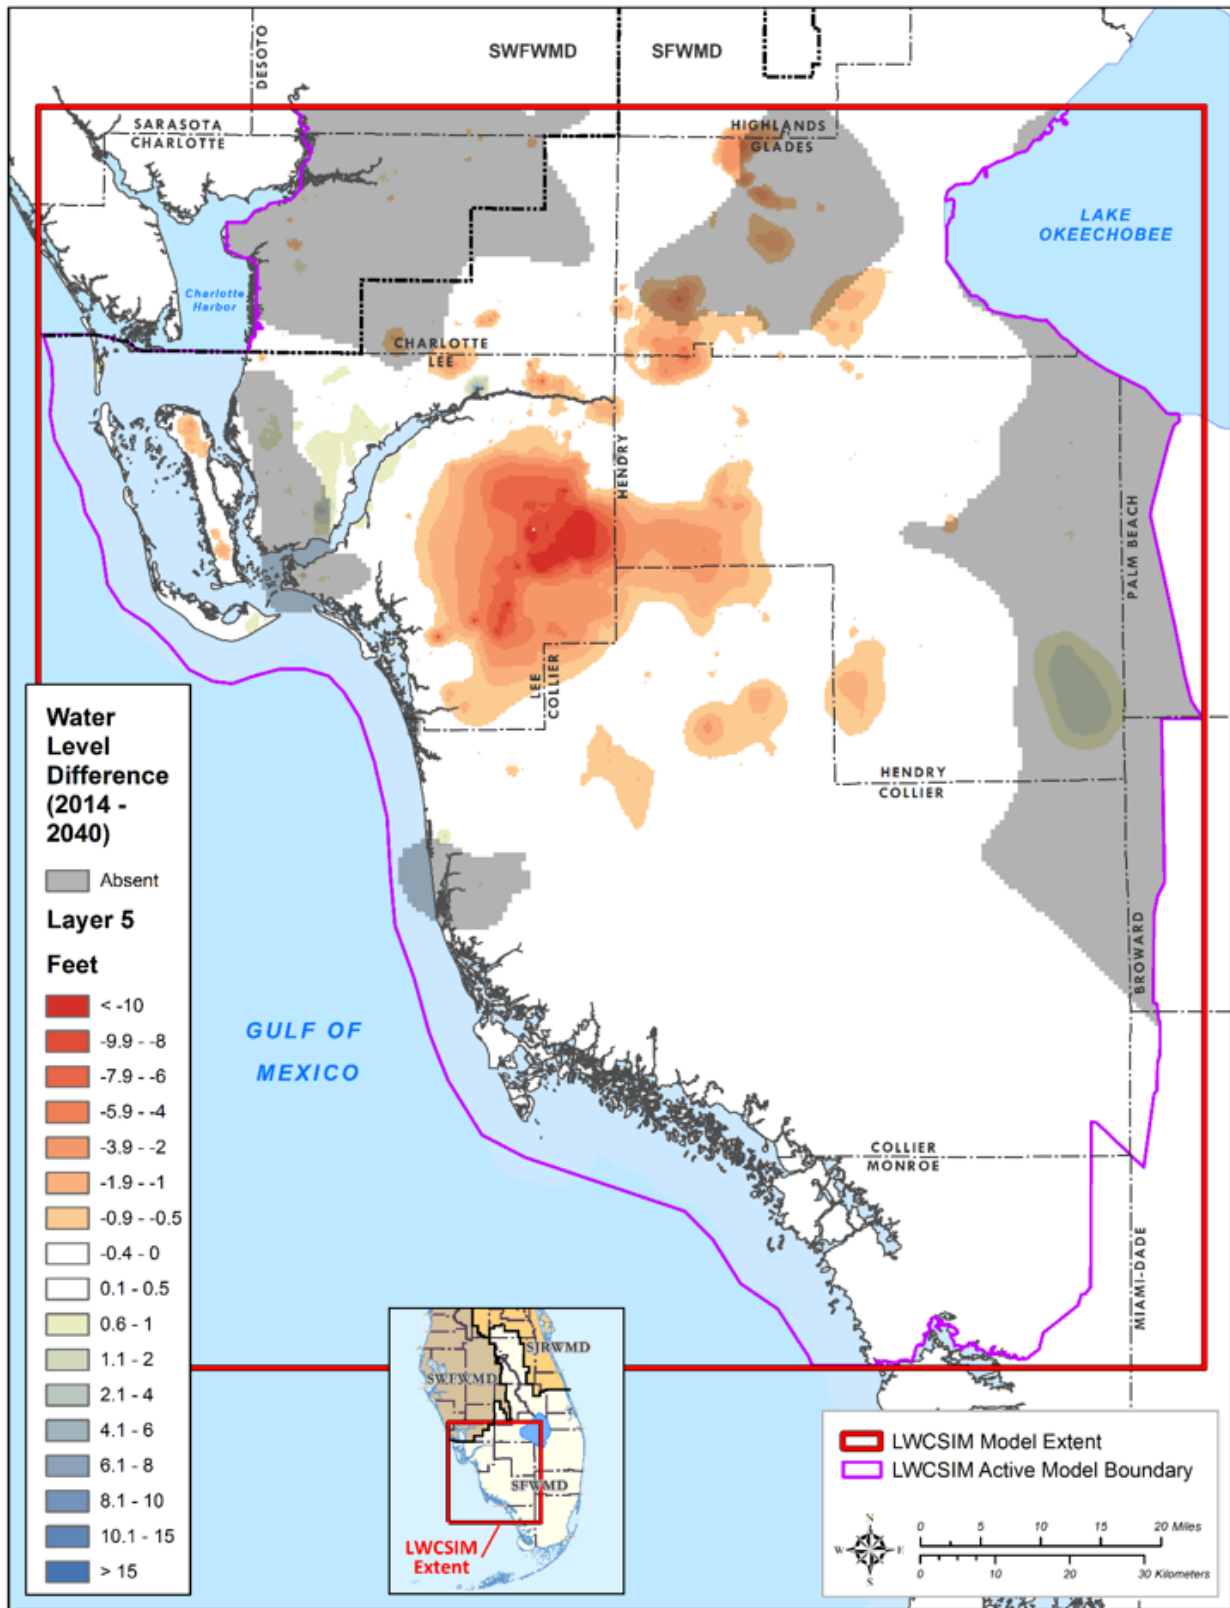 SWFWMD
SFWMD
DESOTO
SARASOTA
CHARLOTTE
HIGHLANDS
GLADES
LAKE
OKEECHOBEE
Charlotte
Harbor
CHARLOTTE
LEE
HENDRY
PALM BEACH
LEE
COLLIER
HENDRY
COLLIER
BROWARD
GULF OF
MEXICO
COLLIER
MONROE
MIAMI-DADE
Water
Level
Difference
(2014 -
2040)
Absent
Layer 5
Feet
< -10
-9.9 - -8
-7.9 - -6
-5.9 - -4
-3.9 - -2
-1.9 - -1
-0.9 - -0.5
-0.4 - 0
0.1 - 0.5
0.6 - 1
1.1 - 2
2.1 - 4
4.1 - 6
6.1 - 8
8.1 - 10
10.1 - 15
> 15
SJRWMD
SWFWMD
SFWMD
LWCSIM
Extent
LWCSIM Model Extent
LWCSIM Active Model Boundary
N
W E
S
0 5 10 15 20 Miles
0 10 20 30 Kilometers